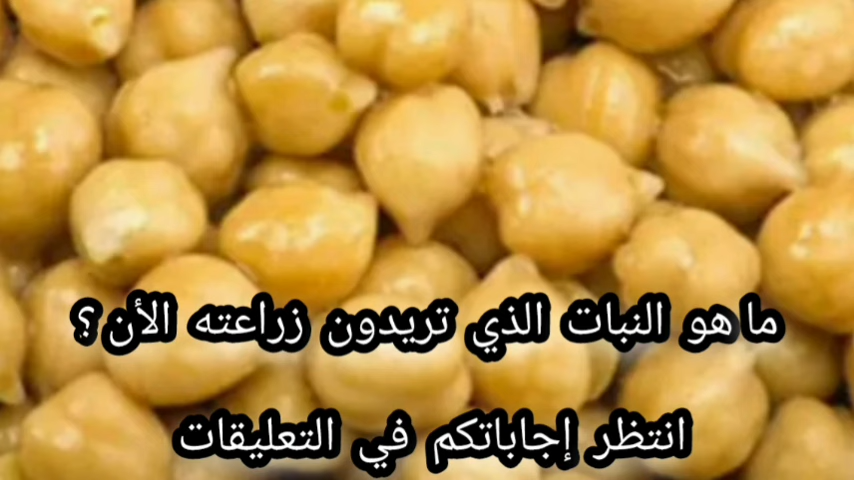 ما هو النبات الذي تريدون زراعته الأن ؟
انتظر إجاباتكم في التعليقات